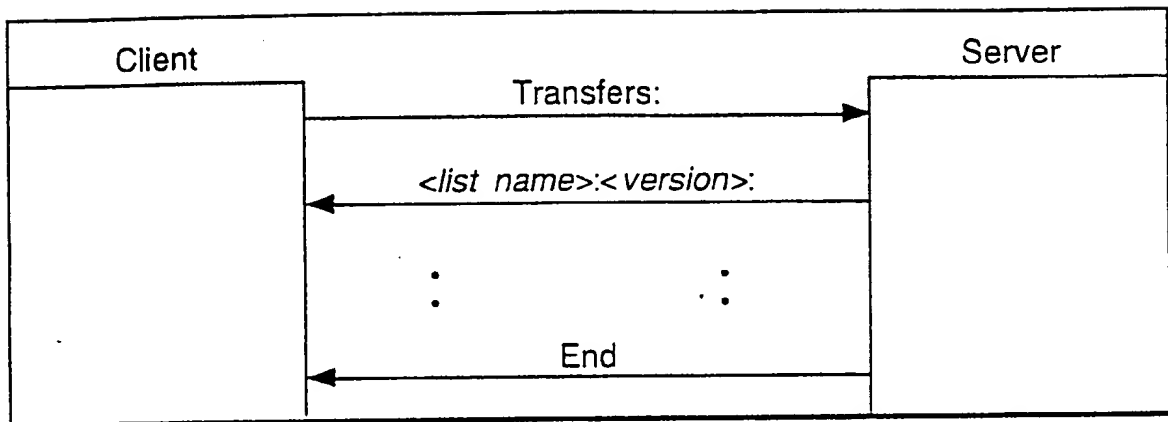 Client
Server
Transfers:
<list name>:<version>:
: :
End